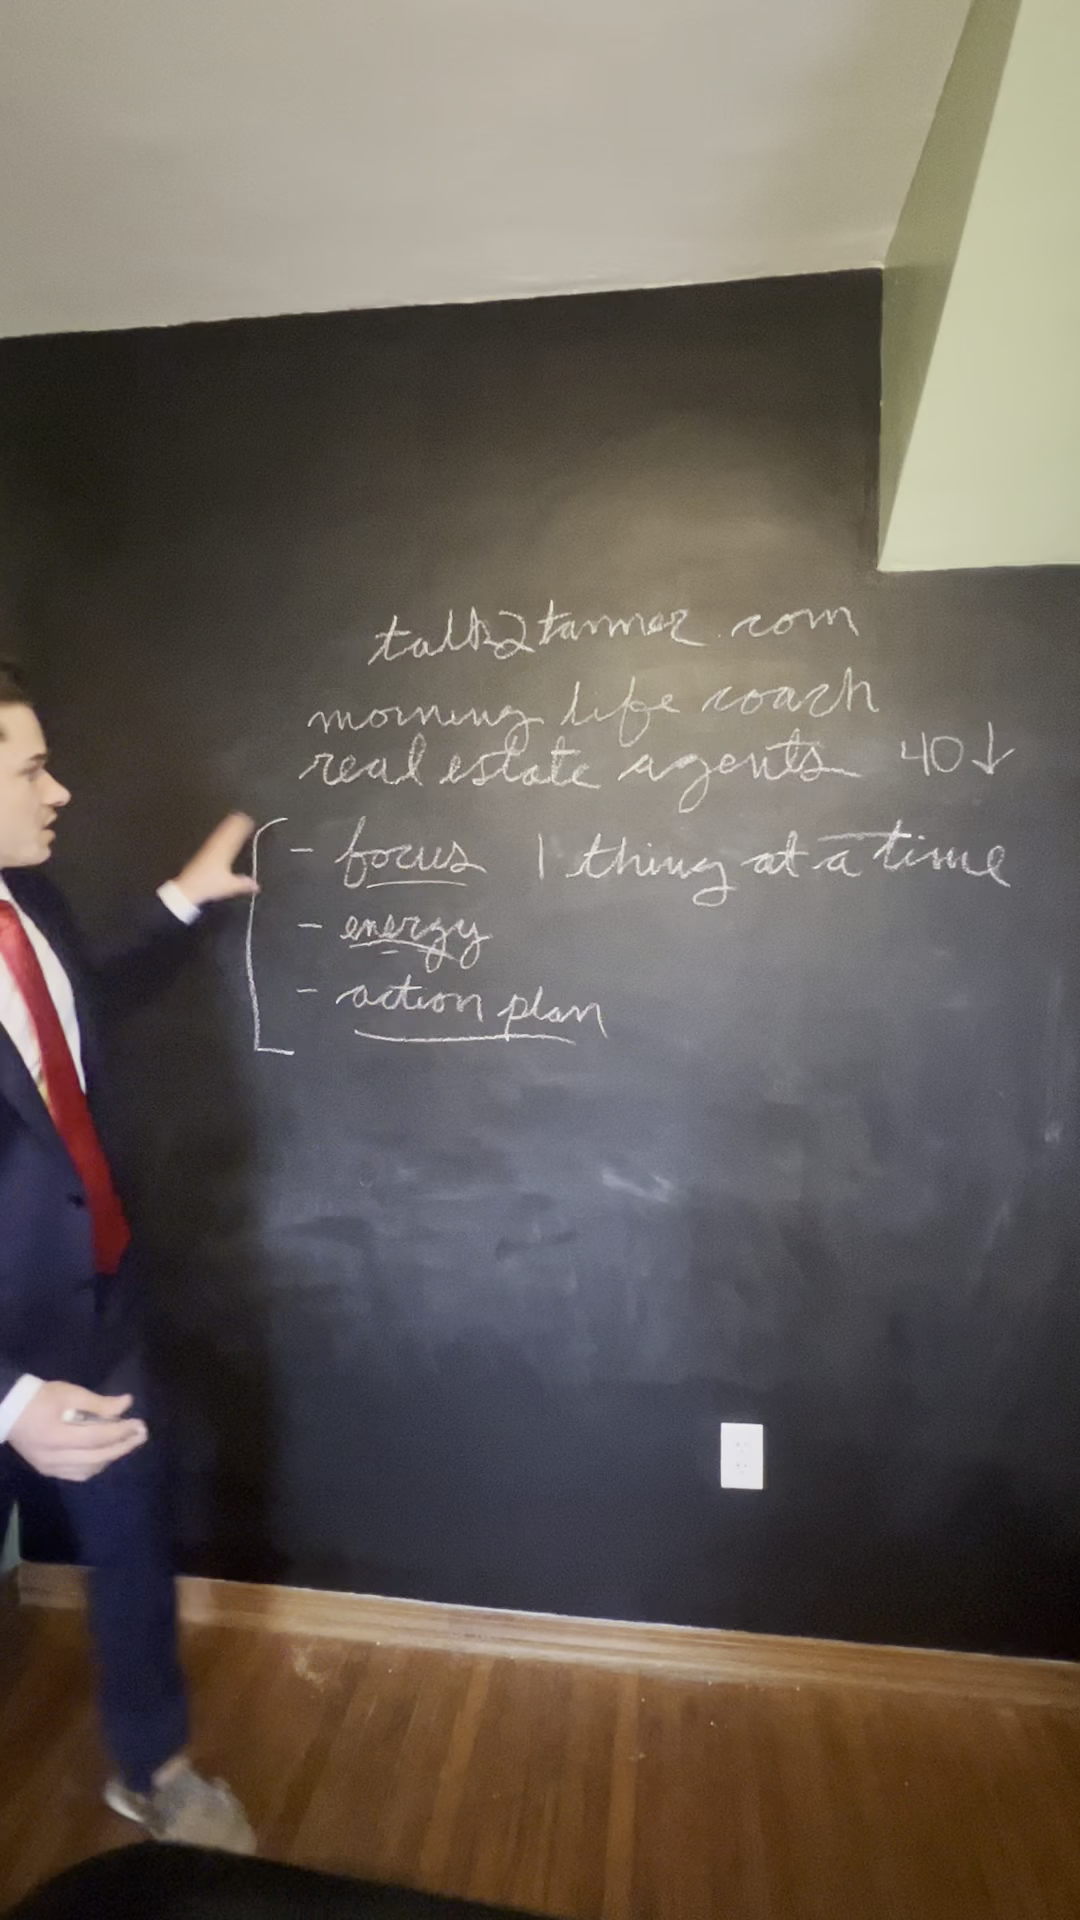 talk2tanner.com
morning life coach
real estate agents 40↓
- focus 1 thing at a time
- energy
- action plan